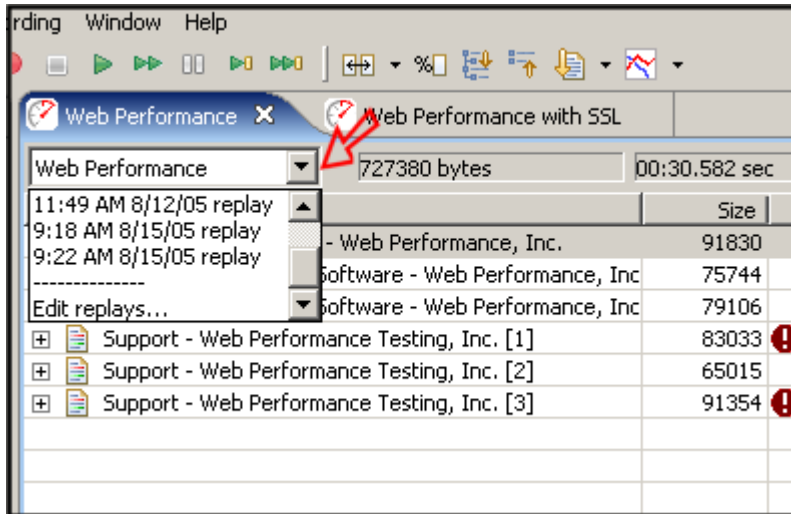 rding Window Help
%
Web Performance Web Performance with SSL
Web Performance 727380 bytes 00:30.582 sec
11:49 AM 8/12/05 replay
9:18 AM 8/15/05 replay
9:22 AM 8/15/05 replay
--------------
Edit replays...
Size
- Web Performance, Inc. 91830
Software - Web Performance, Inc 75744
Software - Web Performance, Inc 79106
Support - Web Performance Testing, Inc. [1] 83033
Support - Web Performance Testing, Inc. [2] 65015
Support - Web Performance Testing, Inc. [3] 91354